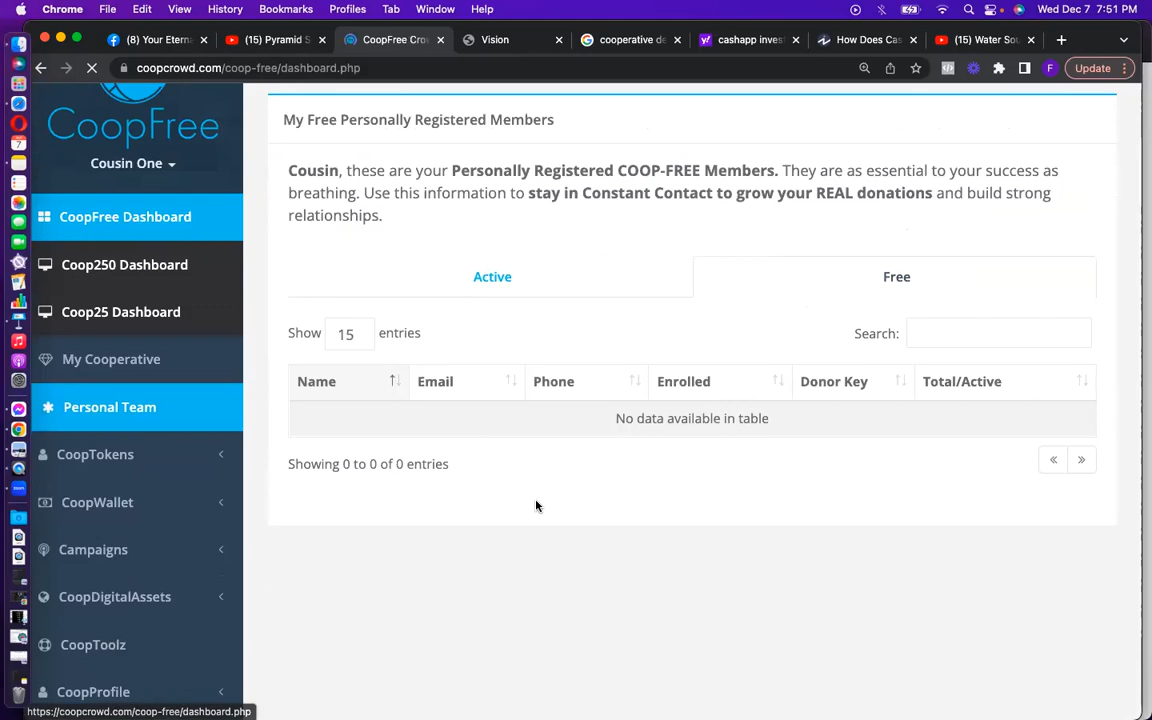 Chrome File Edit View History Bookmarks Profiles Tab Window Help Wed Dec 7 7:51 PM
(8) Your Etern (15) Pyramid S CoopFree Cro Vision cooperative de cashapp inves How Does Ca (15) Water Sou
coopcrowd.com/coop-free/dashboard.php F Update
CoopFree
Cousin One
CoopFree Dashboard
Coop250 Dashboard
Coop25 Dashboard
My Cooperative
Personal Team
CoopTokens
CoopWallet
Campaigns
CoopDigitalAssets
CoopToolz
CoopProfile
My Free Personally Registered Members
Cousin, these are your Personally Registered COOP-FREE Members. They are as essential to your success as
breathing. Use this information to stay in Constant Contact to grow your REAL donations and build strong
relationships.
Active Free
Show 15 entries Search:
Name Email Phone Enrolled Donor Key Total/Active
No data available in table
Showing 0 to 0 of 0 entries « »
https://coopcrowd.com/coop-free/dashboard.php